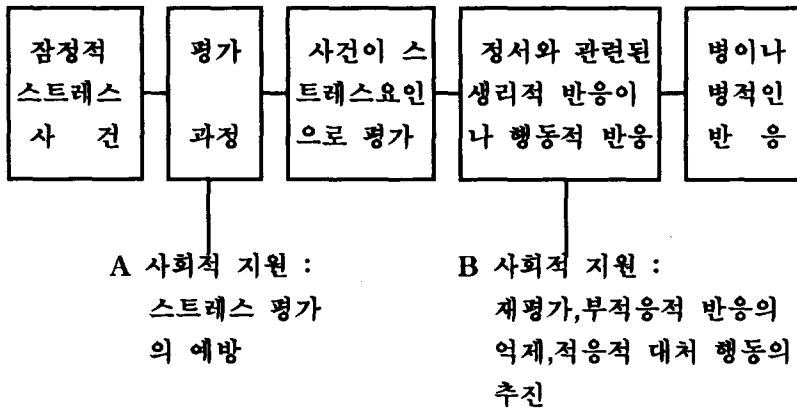 잠정적
스트레스
사 건
평가
과정
사건이 스
트레스요인
으로 평가
정서와 관련된
생리적 반응이
나 행동적 반웅
병이나
병적인
반 응
A 사회적 지원 :
스트레스 평가
의 예방
B 사회적 지원 :
재평가,부적응적 반응의
억제,적응적 대처 행동의
추진